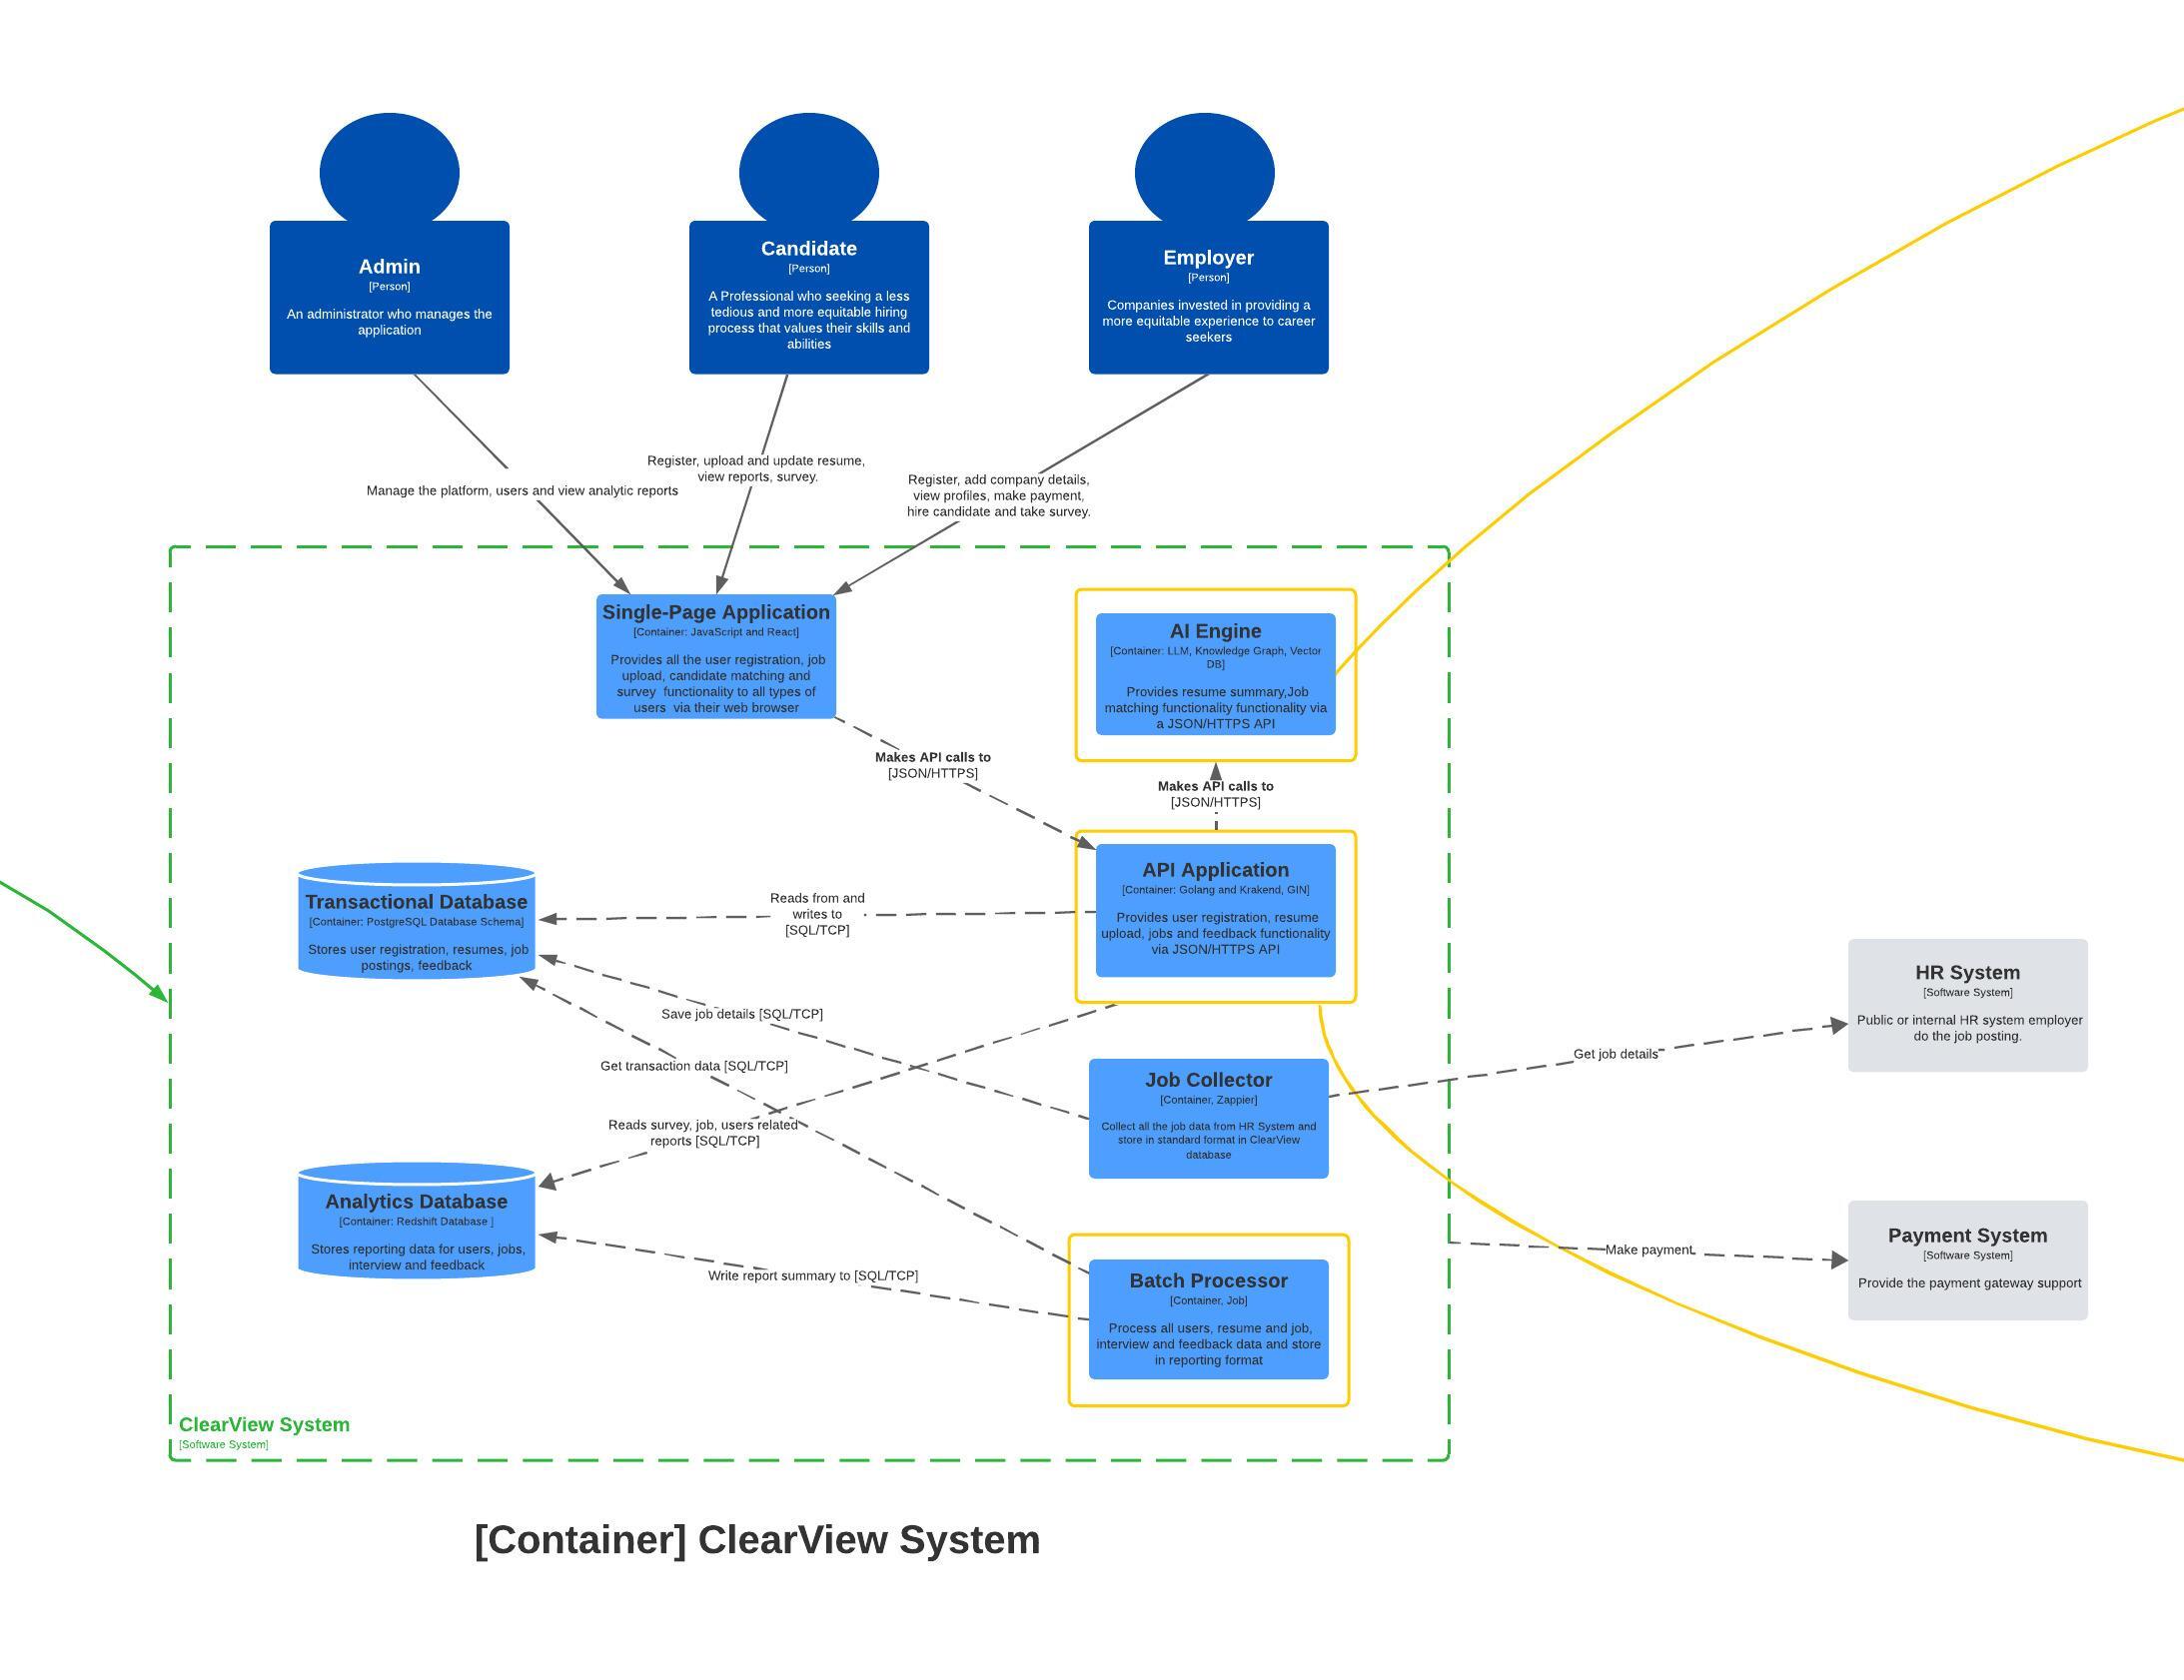 Admin
[Person]
An administrator who manages the
application
Candidate
[Person]
A Professional who seeking a less
tedious and more equitable hiring
process that values their skills and
abilities
Employer
[Person]
Companies invested in providing a
more equitable experience to career
seekers
Manage the platform, users and view analytic reports
Register, upload and update resume,
view reports, survey.
Register, add company details,
view profiles, make payment,
hire candidate and take survey.
Single-Page Application
[Container: JavaScript and React]
Provides all the user registration, job
upload, candidate matching and
survey functionality to all types of
users via their web browser
AI Engine
[Container: LLM, Knowledge Graph, Vector
DB]
Provides resume summary,Job
matching functionality functionality via
a JSON/HTTPS API
Makes API calls to
[JSON/HTTPS]
Makes API calls to
[JSON/HTTPS]
Transactional Database
[Container: PostgreSQL Database Schema]
Stores user registration, resumes, job
postings, feedback
Reads from and
writes to
[SQL/TCP]
API Application
[Container: Golang and Krakend, GIN]
Provides user registration, resume
upload, jobs and feedback functionality
via JSON/HTTPS API
HR System
[Software System]
Public or internal HR system employer
do the job posting.
Save job details [SQL/TCP]
Get transaction data [SQL/TCP]
Get job details
Job Collector
[Container, Zappier]
Collect all the job data from HR System and
store in standard format in ClearView
database
Reads survey, job, users related
reports [SQL/TCP]
Analytics Database
[Container: Redshift Database ]
Stores reporting data for users, jobs,
interview and feedback
Write report summary to [SQL/TCP]
Batch Processor
[Container, Job]
Process all users, resume and job,
interview and feedback data and store
in reporting format
Make payment
Payment System
[Software System]
Provide the payment gateway support
ClearView System
[Software System]
[Container] ClearView System